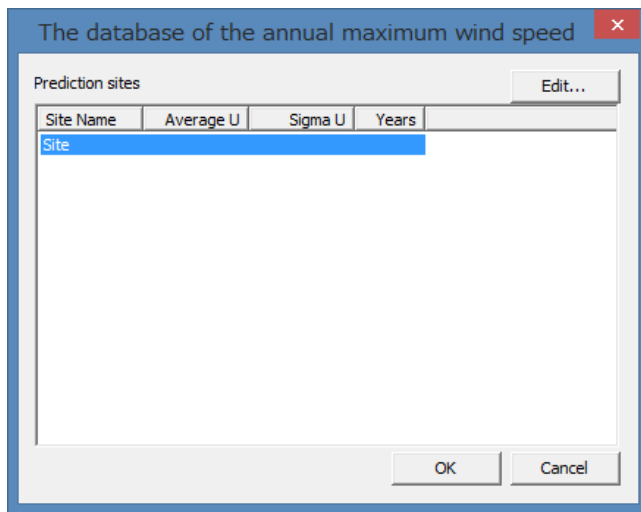 The database of the annual maximum wind speed
Prediction sites
Edit...
Site Name Average U Sigma U Years
Site
OK Cancel